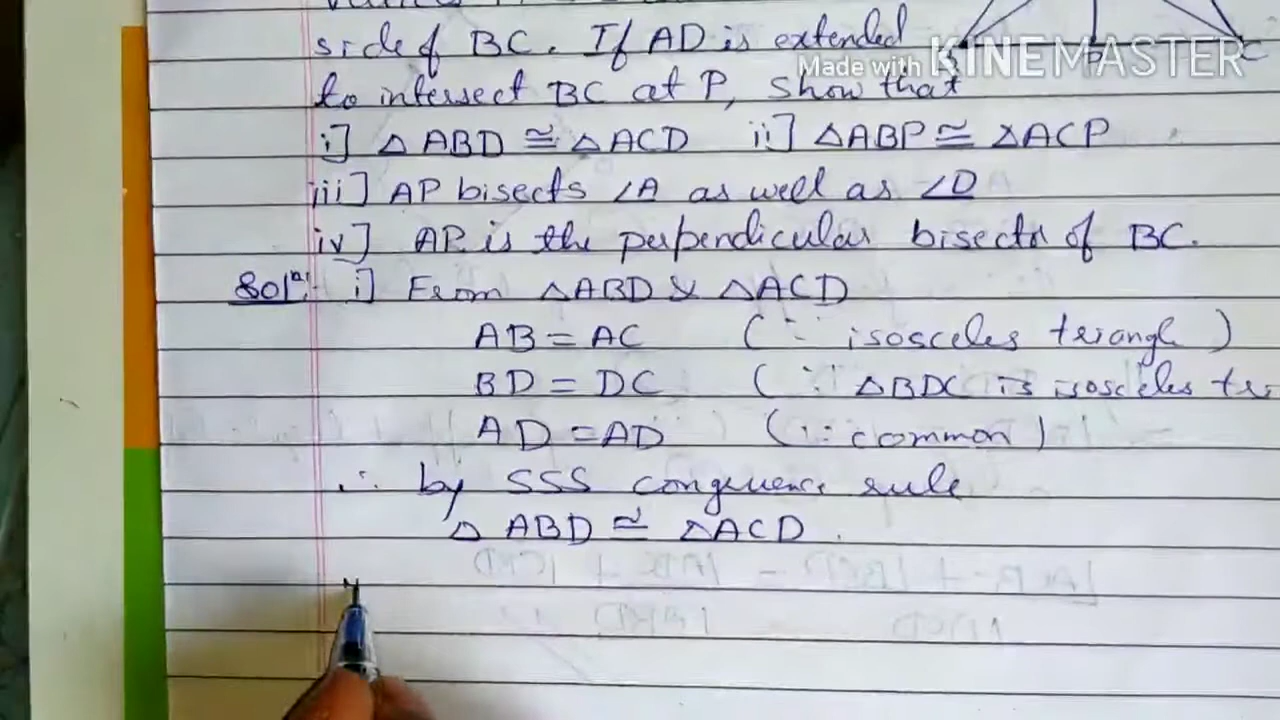 side of BC. If AD is extended
Made with KINEMASTER
P C
to intersect BC at P, show that
i] △ABD ≅ △ACD ii] △ABP ≅ △ACP
iii] AP bisects ∠A as well as ∠D
iv] AP is the perpendicular bisector of BC.
Solⁿ: i] From △ABD & △ACD
AB = AC (∵ isosceles triangle)
BD = DC (∵ △BDC is isosceles tri
AD = AD (∵ common)
∴ by SSS congruence rule
△ ABD ≅ △ACD.